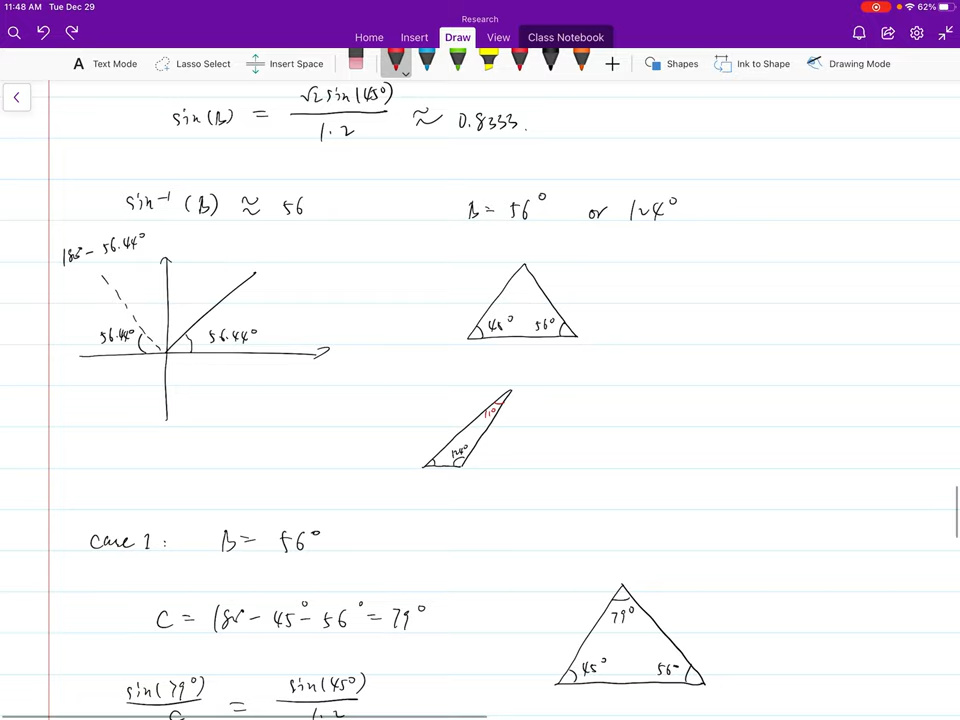 11:48 AM Tue Dec 29
62%
Research
Home Insert Draw View Class Notebook
A Text Mode Lasso Select Insert Space Shapes Ink to Shape Drawing Mode
sin(B) = √2 sin(45°) / 1.2 ≈ 0.8333.
sin⁻¹(B) ≈ 56
B = 56° or 124°
180° - 56.44°
56.44° 56.44°
45° 56°
11°
124°
Case 1: B = 56°
C = 180° - 45° - 56° = 79°
79°
45° 56°
sin(79°) / c = sin(45°) / 1.2